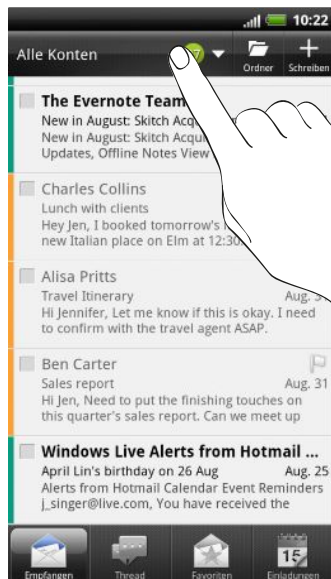 10:22
Alle Konten
Ordner
Schreiben
The Evernote Team
New in August: Skitch
New in August: Skitch
Updates, Offline Notes View
Charles Collins
Lunch with clients
Hey Jen, I booked tomorrow's
new Italian place on Elm at 12:30
Alisa Pritts
Travel Itinerary Aug. 31
Hi Jennifer, Let me know if this is okay. I need
to confirm with the travel agent ASAP.
Ben Carter
Sales report Aug. 31
Hi Jen, Need to put the finishing touches on
this quarter's sales report. Can we meet up
Windows Live Alerts from Hotmail ...
April Lin's birthday on 26 Aug Aug. 25
Alerts from Hotmail Calendar Event Reminders
j_singer@live.com, You have received the
15
Empfangen
Thread
Favoriten
Einladungen